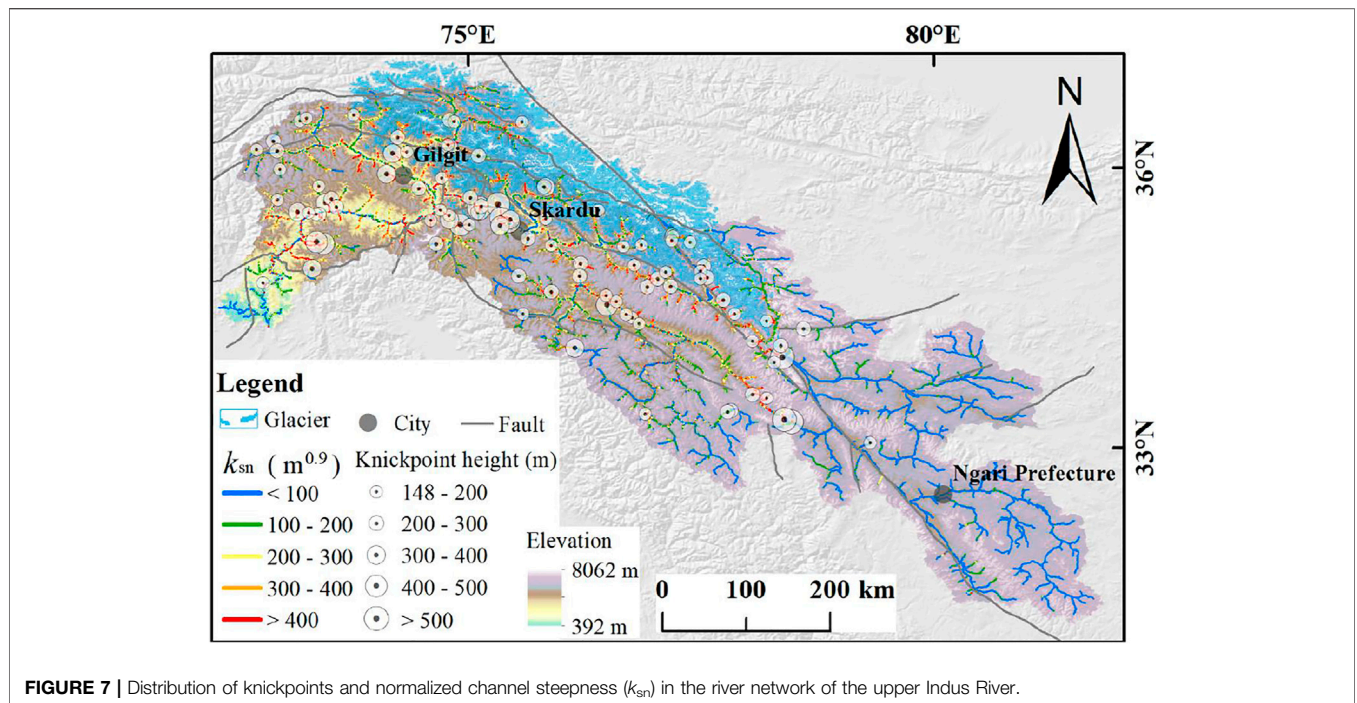 75°E 80°E
N
36°N
Gilgit
Skardu
33°N
Ngari Prefecture
Legend
Glacier City Fault
ksn ( m0.9) Knickpoint height (m)
< 100 148 - 200
100 - 200 200 - 300
200 - 300 300 - 400
300 - 400 400 - 500
> 400 > 500
Elevation
8062 m
392 m
0 100 200 km
FIGURE 7 | Distribution of knickpoints and normalized channel steepness (ksn) in the river network of the upper Indus River.